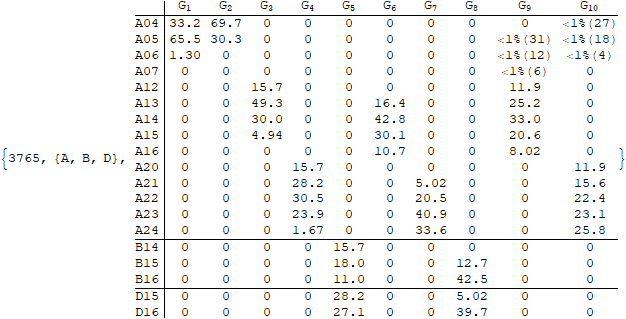 G1 G2 G3 G4 G5 G6 G7 G8 G9 G10
A04 33.2 69.7 0 0 0 0 0 0 0 <1%(27)
A05 65.5 30.3 0 0 0 0 0 0 <1%(31) <1%(18)
A06 1.30 0 0 0 0 0 0 0 <1%(12) <1%(4)
A07 0 0 0 0 0 0 0 0 <1%(6) 0
A12 0 0 15.7 0 0 0 0 0 11.9 0
A13 0 0 49.3 0 0 16.4 0 0 25.2 0
A14 0 0 30.0 0 0 42.8 0 0 33.0 0
A15 0 0 4.94 0 0 30.1 0 0 20.6 0
{3765, {A, B, D}, A16 0 0 0 0 0 10.7 0 0 8.02 0 }
A20 0 0 0 15.7 0 0 0 0 0 11.9
A21 0 0 0 28.2 0 0 5.02 0 0 15.6
A22 0 0 0 30.5 0 0 20.5 0 0 22.4
A23 0 0 0 23.9 0 0 40.9 0 0 23.1
A24 0 0 0 1.67 0 0 33.6 0 0 25.8
B14 0 0 0 0 15.7 0 0 0 0 0
B15 0 0 0 0 18.0 0 0 12.7 0 0
B16 0 0 0 0 11.0 0 0 42.5 0 0
D15 0 0 0 0 28.2 0 0 5.02 0 0
D16 0 0 0 0 27.1 0 0 39.7 0 0